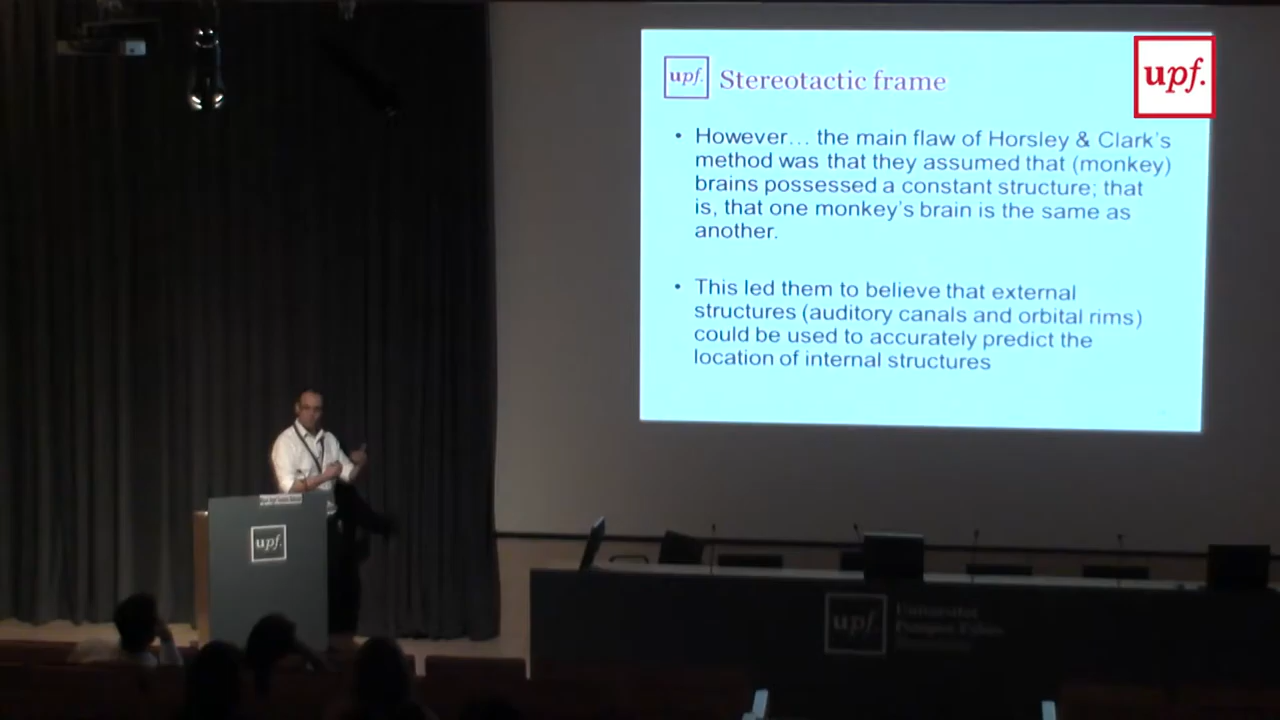 upf.
Stereotactic frame
upf.
• However… the main flaw of Horsley & Clark’s
method was that they assumed that (monkey)
brains possessed a constant structure; that
is, that one monkey’s brain is the same as
another.
• This led them to believe that external
structures (auditory canals and orbital rims)
could be used to accurately predict the
location of internal structures
upf.
upf.
Universitat
Pompeu Fabra